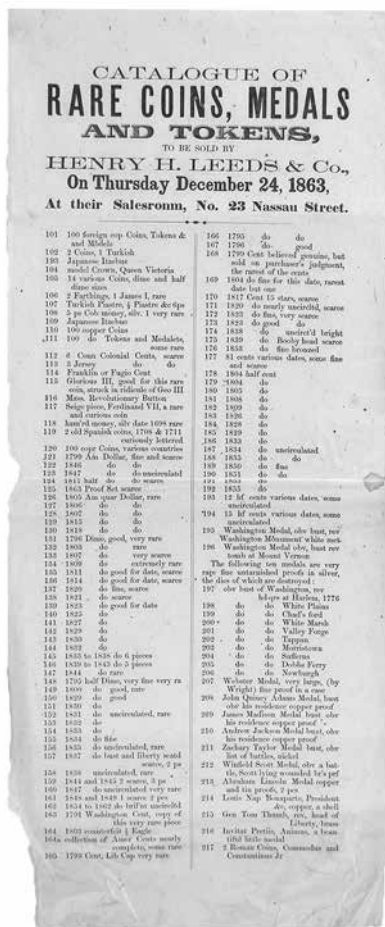 CATALOGUE OF
RARE COINS, MEDALS
AND TOKENS,
TO BE SOLD BY
HENRY H. LEEDS & Co.,
On Thursday December 24, 1863,
At their Salesroom, No. 23 Nassau Street.
101 100 foreign cop Coins, Tokens &
and Medels
102 2 Coins, 1 Turkish
103 Japanese Itzebue
104 model Crown, Queen Victoria
105 14 various Coins, dime and half
dime sizes
106 2 Farthings, 1 James I, rare
107 Turkish Piastre, ½ Piastre &c 6ps
108 5 ps Cob money, silv. 1 very rare
109 Japanese Itzebue
110 100 copper Coins
111 100 do Tokens and Medalets,
some rare
112 6 Conn Colonial Cents, scarce
113 3 Jersey do do
114 Franklin or Fugio Cent
115 Glorious III, good for this rare
coin, struck in ridicule of Geo III
116 Mass. Revolutionary Button
117 Seige piece, Ferdinand VII, a rare
and curious coin
118 ham'rd money, silv date 1698 rare
119 2 old Spanish coins, 1708 & 1711
curiously lettered
120 100 copr Coins, various countries
121 1799 Am Dollar, fine and scarce
122 1846 do do
123 1847 do do uncirculated
124 1845 half do do scarce
125 1863 Proof Set scarce
126 1805 Am quar Dollar, rare
127 1806 do do
128 1807 do do
129 1815 do do
130 1818 do do
131 1796 Dime, good, very rare
132 1803 do rare
133 1807 do very scarce
134 1809 do extremely rare
135 1811 do good for date, scarce
136 1814 do good for date, scarce
137 1820 do fine, scarce
138 1821 do scarce
139 1823 do good for date
140 1825 do
141 1827 do
142 1829 do
143 1830 do
144 1832 do
145 1833 to 1838 do 6 pieces
146 1839 to 1843 do 5 pieces
147 1844 do rare
148 1795 half Dime, very fine very ra
149 1800 do good, rare
150 1829 do good
151 1830 do
152 1831 do uncirculated, rare
153 1832 do
154 1833 do
155 1834 do fine
156 1835 do uncirculated, rare
157 1837 do bust and liberty seatd
scarce, 2 ps
158 1838 uncirculated, rare
159 1844 and 1845 2 scarce, 3 ps
160 1847 do uncirculated very rare
161 1848 and 1849 1 scarce 2 pcs
162 1854 to 1862 do brill'nt uncirc'ltd
163 1791 Washington Cent, copy of
this very rare piece
164 1803 counterfeit ½ Eagle
164a collection of Amer Cents nearly
complete, some rare
165 1793 Cent, Lib Cap very rare
166 1795 do do
167 1796 do good
168 1799 Cent believed genuine, but
sold on purchaser's judgment,
the rarest of the cents
169 1804 do fine for this date, rarest
date but one
170 1817 Cent 15 stars, scarce
171 1820 do nearly uncirc'ltd, scarce
172 1823 do fine, very scarce
173 1823 do good do
174 1838 do uncirct'd bright
175 1839 do Booby head scarce
176 1858 do fine bronzed
177 81 cents various dates, some fine
and scarce
178 1804 half cent
179 1804 do
180 1805 do
181 1808 do
182 1809 do
183 1826 do
184 1828 do
185 1829 do
186 1833 do
187 1834 do uncirculated
188 1835 do do
189 1850 do fine
190 1851 do do
191 1853 do do
192 1855 do
193 12 hf cents various dates, some
uncirculated
194 15 hf cents various dates, some
uncirculated
195 Washington Medal, obv bust, rev
Washington Monument white met
196 Washington Medal, obv bust rev
tomb at Mount Vernon
The following ten medals are very
rare fine untarnished proofs in silver,
the dies of which are destroyed:
197 obv bust of Washington, rev
hd-qrs at Harlem, 1776
198 do do White Plains
199 do do Chad's ford
200 do do White Marsh
201 do do Valley Forge
202 do do Tappan
203 do do Morristown
204 do do Sufferns
205 do do Dobbs Ferry
206 do do Newburgh
207 Webster Medal, very large, (by
Wright) fine proof in a case
208 John Quincy Adams Medal, bust
obv his residence copper proof
209 James Madison Medal bust obv
his residence copper proof
210 Andrew Jackson Medal bust, obv
his residence copper proof
211 Zachary Taylor Medal bust, obv
list of battles, nickel
212 Winfield Scott Medal, obv a bat-
tle, Scott lying wounded br'z prf
213 Abraham Lincoln Medal copper
and tin proofs, 2 pcs
214 Louis Nap Bonaparte, President
&c, copper, a shell
215 Gen Tom Thumb, rev, head of
Liberty, brass
216 Invitat Pretiis, Animos, a beau-
tiful little medal
217 2 Roman Coins, Commodus and
Constantinus Jr